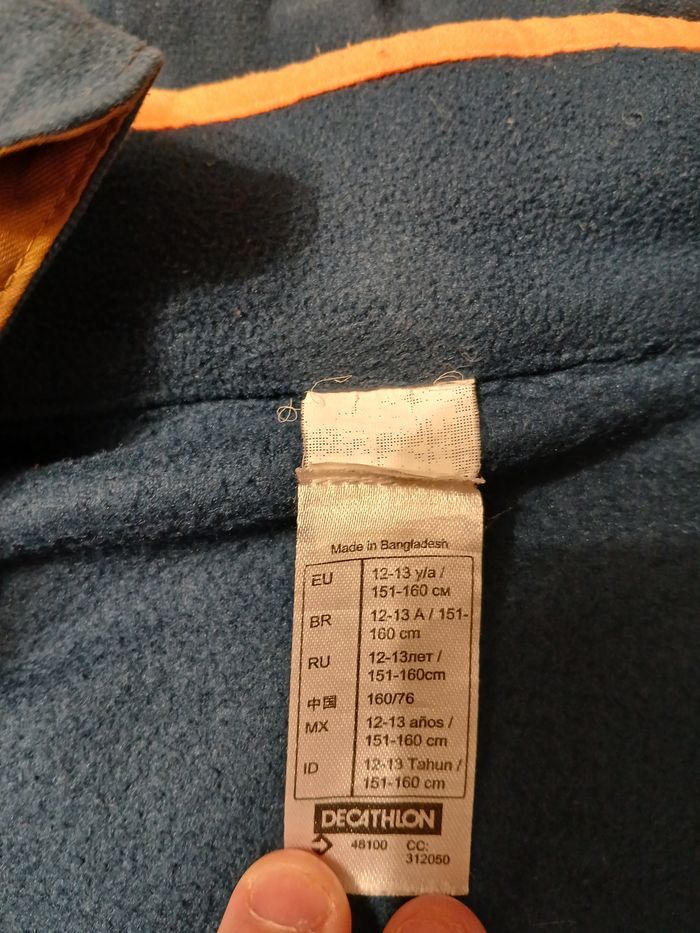 Made in Bangladesh
EU 12-13 y/a /
151-160 см
BR 12-13 A / 151-
160 cm
RU 12-13лет /
151-160cm
中国 160/76
MX 12-13 años /
151-160 cm
ID 12-13 Tahun /
151-160 cm
DECATHLON
48100 CC:
312050